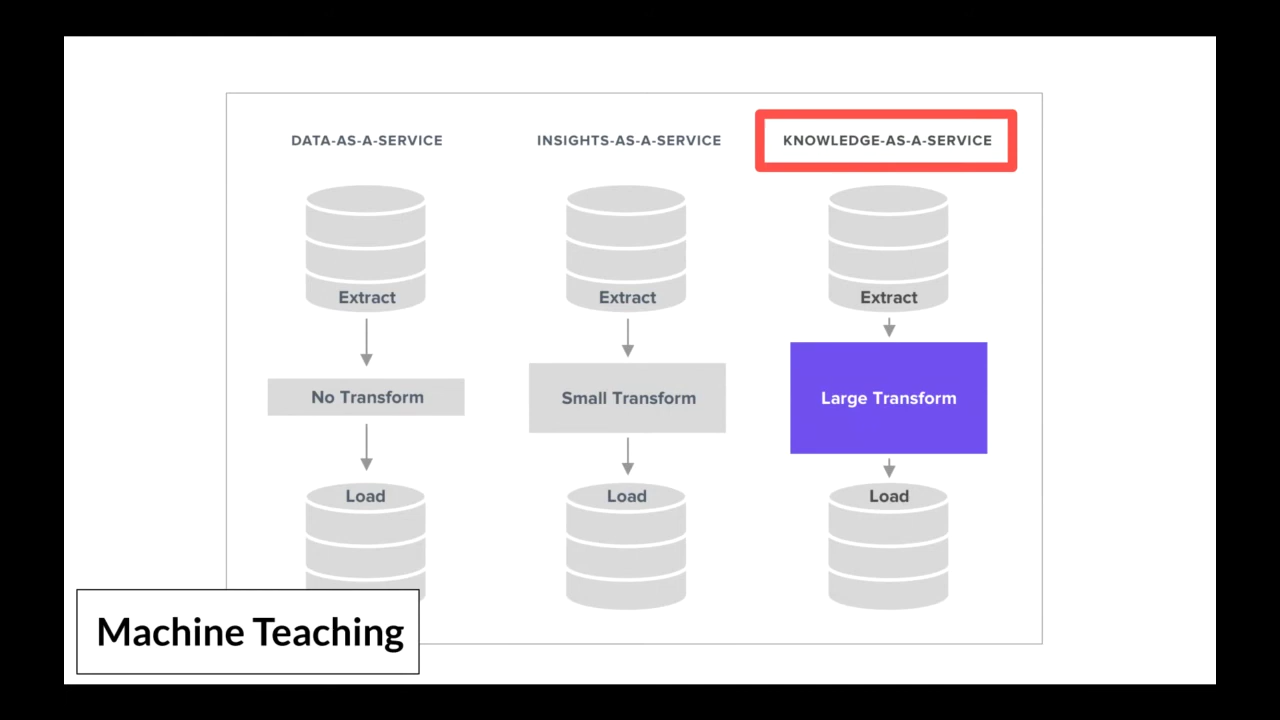 DATA-AS-A-SERVICE
INSIGHTS-AS-A-SERVICE
KNOWLEDGE-AS-A-SERVICE
Extract
Extract
Extract
No Transform
Small Transform
Large Transform
Load
Load
Load
Machine Teaching